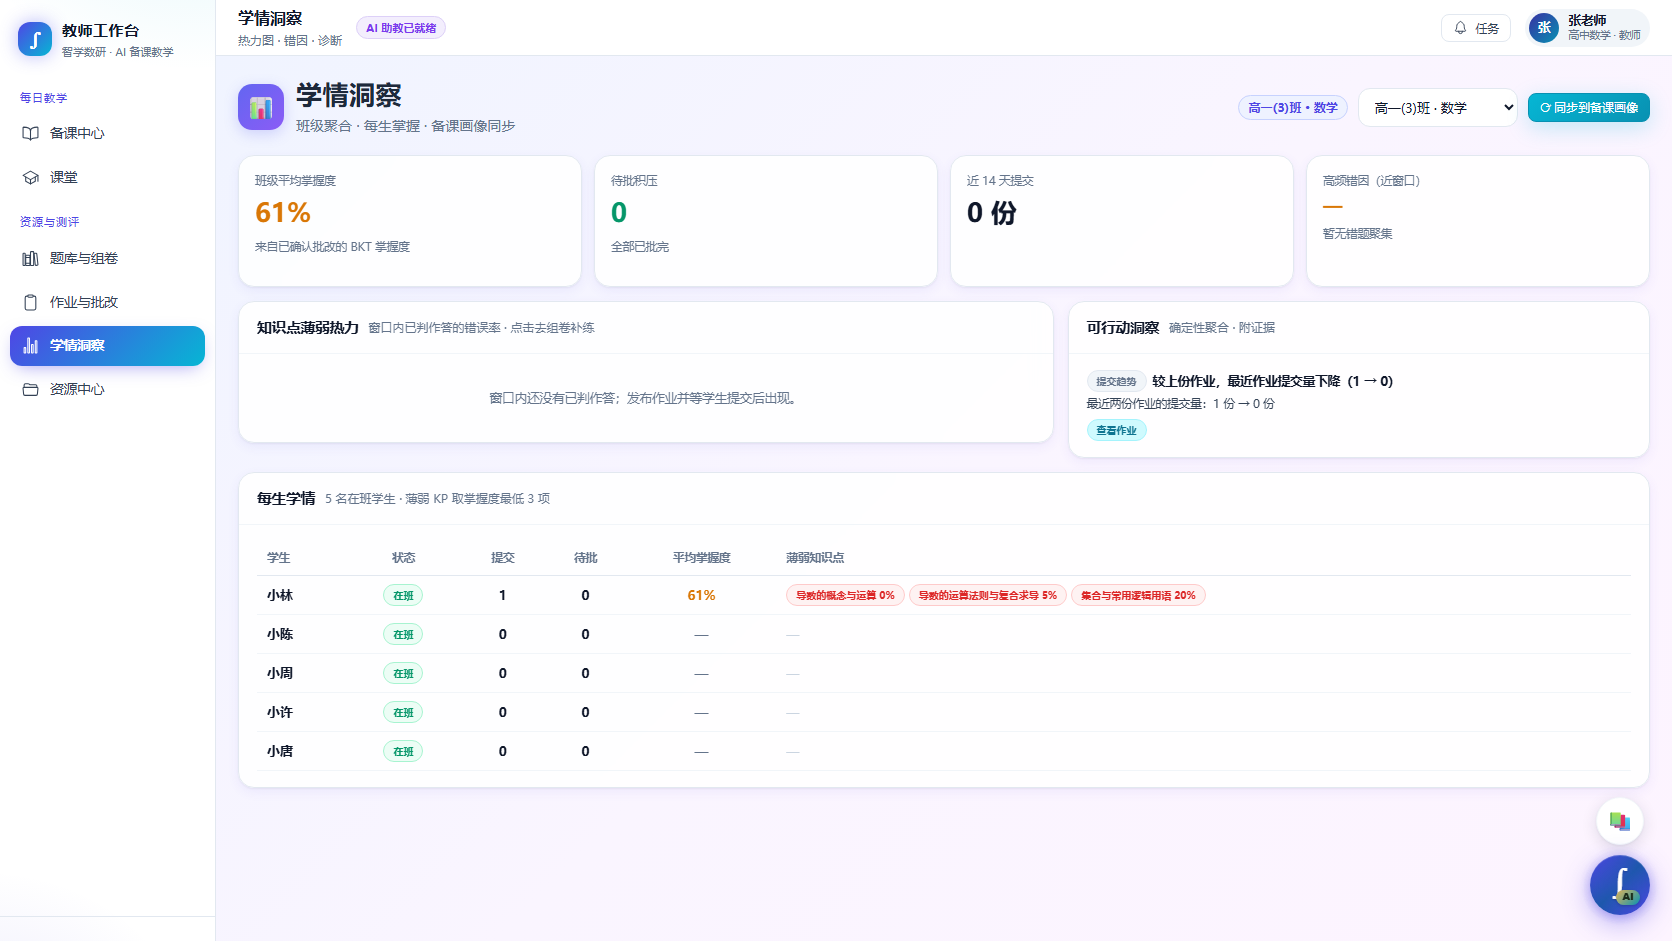 教师工作台
智学数研 · AI 备课教学
每日教学
备课中心
课堂
资源与测评
题库与组卷
作业与批改
学情洞察
资源中心
学情洞察
热力图 · 错因 · 诊断
AI 助教已就绪
任务
张
张老师
高中数学 · 教师
学情洞察
班级聚合 · 每生掌握 · 备课画像同步
高一(3)班 · 数学
高一(3)班 · 数学
同步到备课画像
班级平均掌握度
61%
来自已确认批改的 BKT 掌握度
待批积压
0
全部已批完
近 14 天提交
0 份
高频错因（近窗口）
—
暂无错题聚集
知识点薄弱热力 窗口内已判作答的错误率 · 点击去组卷补练
窗口内还没有已判作答；发布作业并等学生提交后出现。
可行动洞察 确定性聚合 · 附证据
提交趋势 较上份作业，最近作业提交量下降（1 → 0）
最近两份作业的提交量：1 份 → 0 份
查看作业
每生学情 5 名在班学生 · 薄弱 KP 取掌握度最低 3 项
学生 状态 提交 待批 平均掌握度 薄弱知识点
小林 在班 1 0 61% 导数的概念与运算 0% 导数的运算法则与复合求导 5% 集合与常用逻辑用语 20%
小陈 在班 0 0 — —
小周 在班 0 0 — —
小许 在班 0 0 — —
小唐 在班 0 0 — —
AI